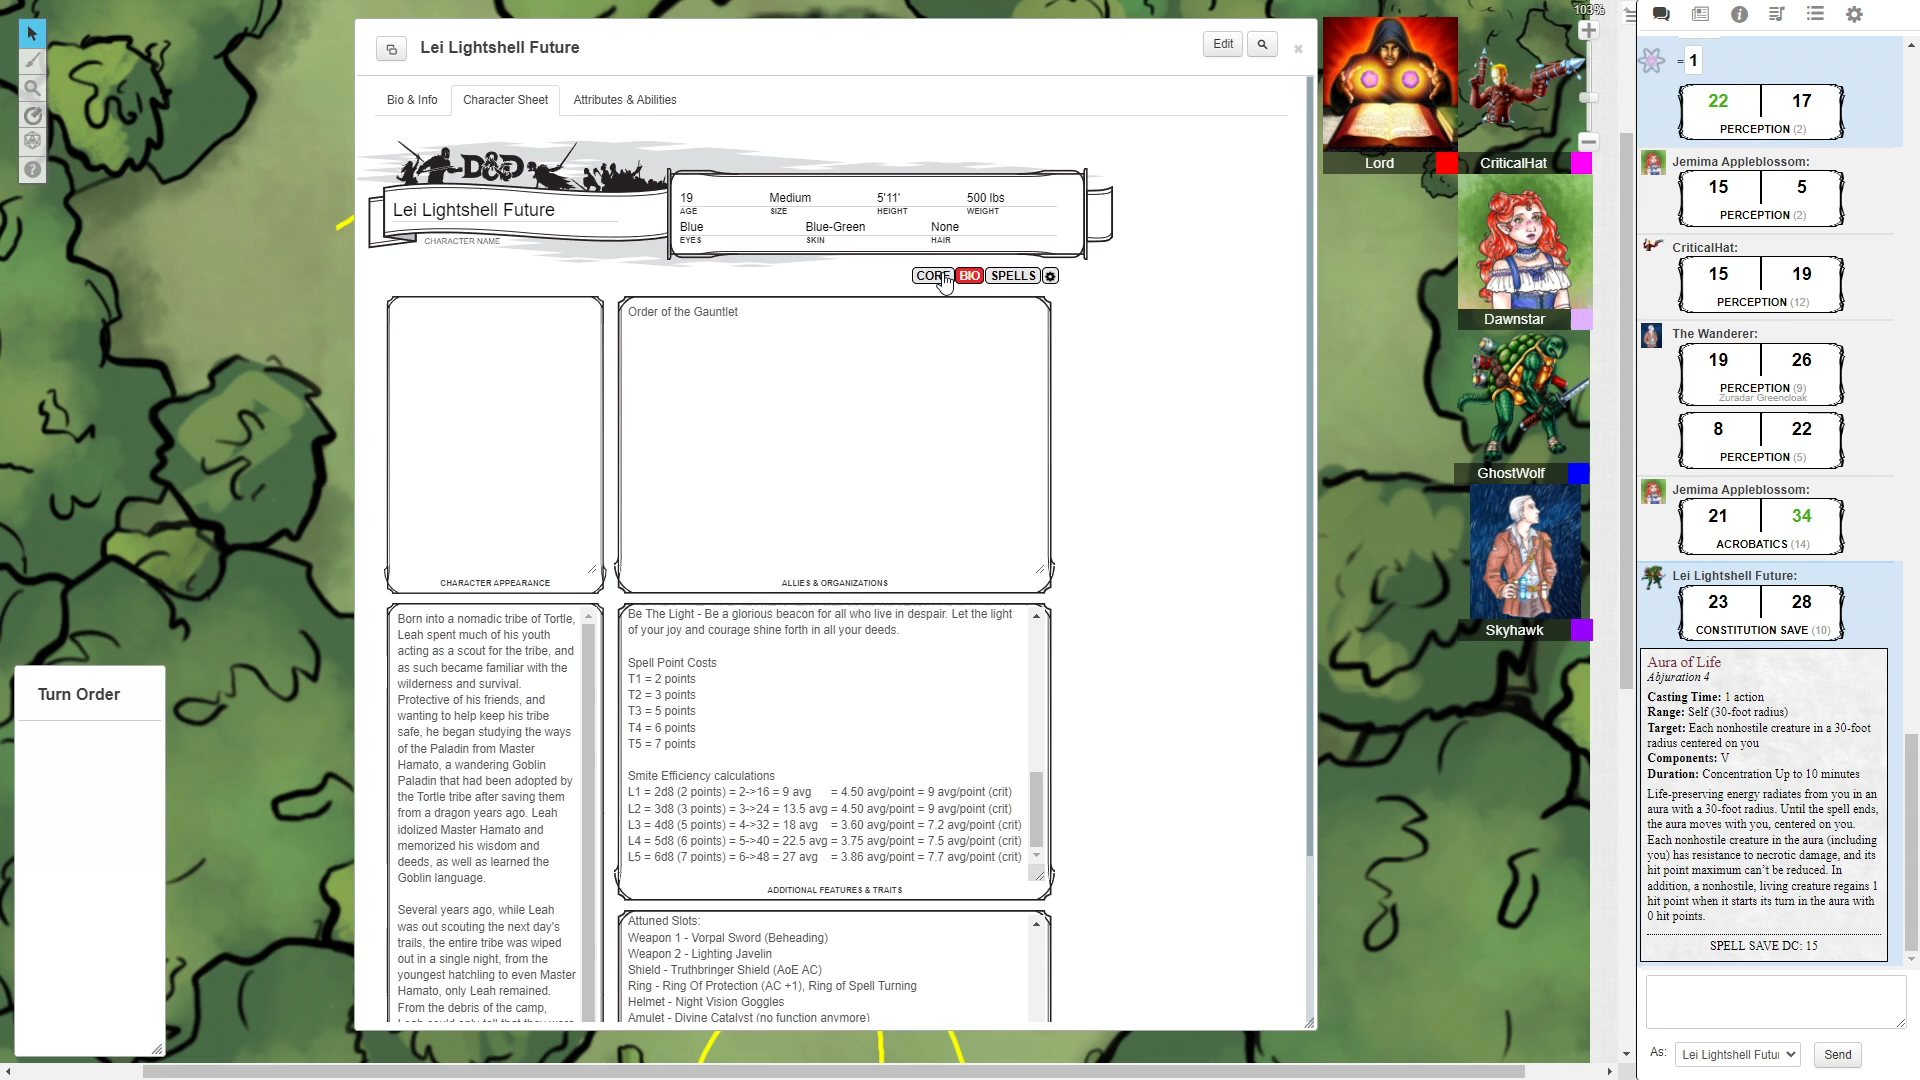 Lei Lightshell Future
Edit
Bio & Info
Character Sheet
Attributes & Abilities
D&D
Lei Lightshell Future
CHARACTER NAME
19
Medium
5'11'
500 lbs
AGE
SIZE
HEIGHT
WEIGHT
Blue
Blue-Green
None
EYES
SKIN
HAIR
CORE
BIO
SPELLS
CHARACTER APPEARANCE
Order of the Gauntlet
ALLIES & ORGANIZATIONS
Born into a nomadic tribe of Tortle,
Leah spent much of his youth
acting as a scout for the tribe, and
as such became familiar with the
wilderness and survival.
Protective of his friends, and
wanting to help keep his tribe
safe, he began studying the ways
of the Paladin from Master
Hamato, a wandering Goblin
Paladin that had been adopted by
the Tortle tribe after saving them
from a dragon years ago. Leah
idolized Master Hamato and
memorized his wisdom and
deeds, as well as learned the
Goblin language.
Several years ago, while Leah
was out scouting the next day's
trails, the entire tribe was wiped
out in a single night, from the
youngest hatchling to even Master
Hamato, only Leah remained.
From the debris of the camp,
Leah could only tell that they were
Be The Light - Be a glorious beacon for all who live in despair. Let the light
of your joy and courage shine forth in all your deeds.
Spell Point Costs
T1 = 2 points
T2 = 3 points
T3 = 5 points
T4 = 6 points
T5 = 7 points
Smite Efficiency calculations
L1 = 2d8 (2 points) = 2->16 = 9 avg = 4.50 avg/point = 9 avg/point (crit)
L2 = 3d8 (3 points) = 3->24 = 13.5 avg = 4.50 avg/point = 9 avg/point (crit)
L3 = 4d8 (5 points) = 4->32 = 18 avg = 3.60 avg/point = 7.2 avg/point (crit)
L4 = 5d8 (6 points) = 5->40 = 22.5 avg = 3.75 avg/point = 7.5 avg/point (crit)
L5 = 6d8 (7 points) = 6->48 = 27 avg = 3.86 avg/point = 7.7 avg/point (crit)
ADDITIONAL FEATURES & TRAITS
Attuned Slots:
Weapon 1 - Vorpal Sword (Beheading)
Weapon 2 - Lighting Javelin
Shield - Truthbringer Shield (AoE AC)
Ring - Ring Of Protection (AC +1), Ring of Spell Turning
Helmet - Night Vision Goggles
Amulet - Divine Catalyst (no function anymore)
Turn Order
103%
Lord
CriticalHat
Dawnstar
GhostWolf
Skyhawk
= 1
22
17
PERCEPTION (2)
Jemima Appleblossom:
15
5
PERCEPTION (2)
CriticalHat:
15
19
PERCEPTION (12)
The Wanderer:
19
26
PERCEPTION (9)
Zuradar Greencloak
8
22
PERCEPTION (5)
Jemima Appleblossom:
21
34
ACROBATICS (14)
Lei Lightshell Future:
23
28
CONSTITUTION SAVE (10)
Aura of Life
Abjuration 4
Casting Time: 1 action
Range: Self (30-foot radius)
Target: Each nonhostile creature in a 30-foot
radius centered on you
Components: V
Duration: Concentration Up to 10 minutes
Life-preserving energy radiates from you in an
aura with a 30-foot radius. Until the spell ends,
the aura moves with you, centered on you.
Each nonhostile creature in the aura (including
you) has resistance to necrotic damage, and its
hit point maximum can't be reduced. In
addition, a nonhostile, living creature regains 1
hit point when it starts its turn in the aura with
0 hit points.
SPELL SAVE DC: 15
As:
Lei Lightshell Futu
Send